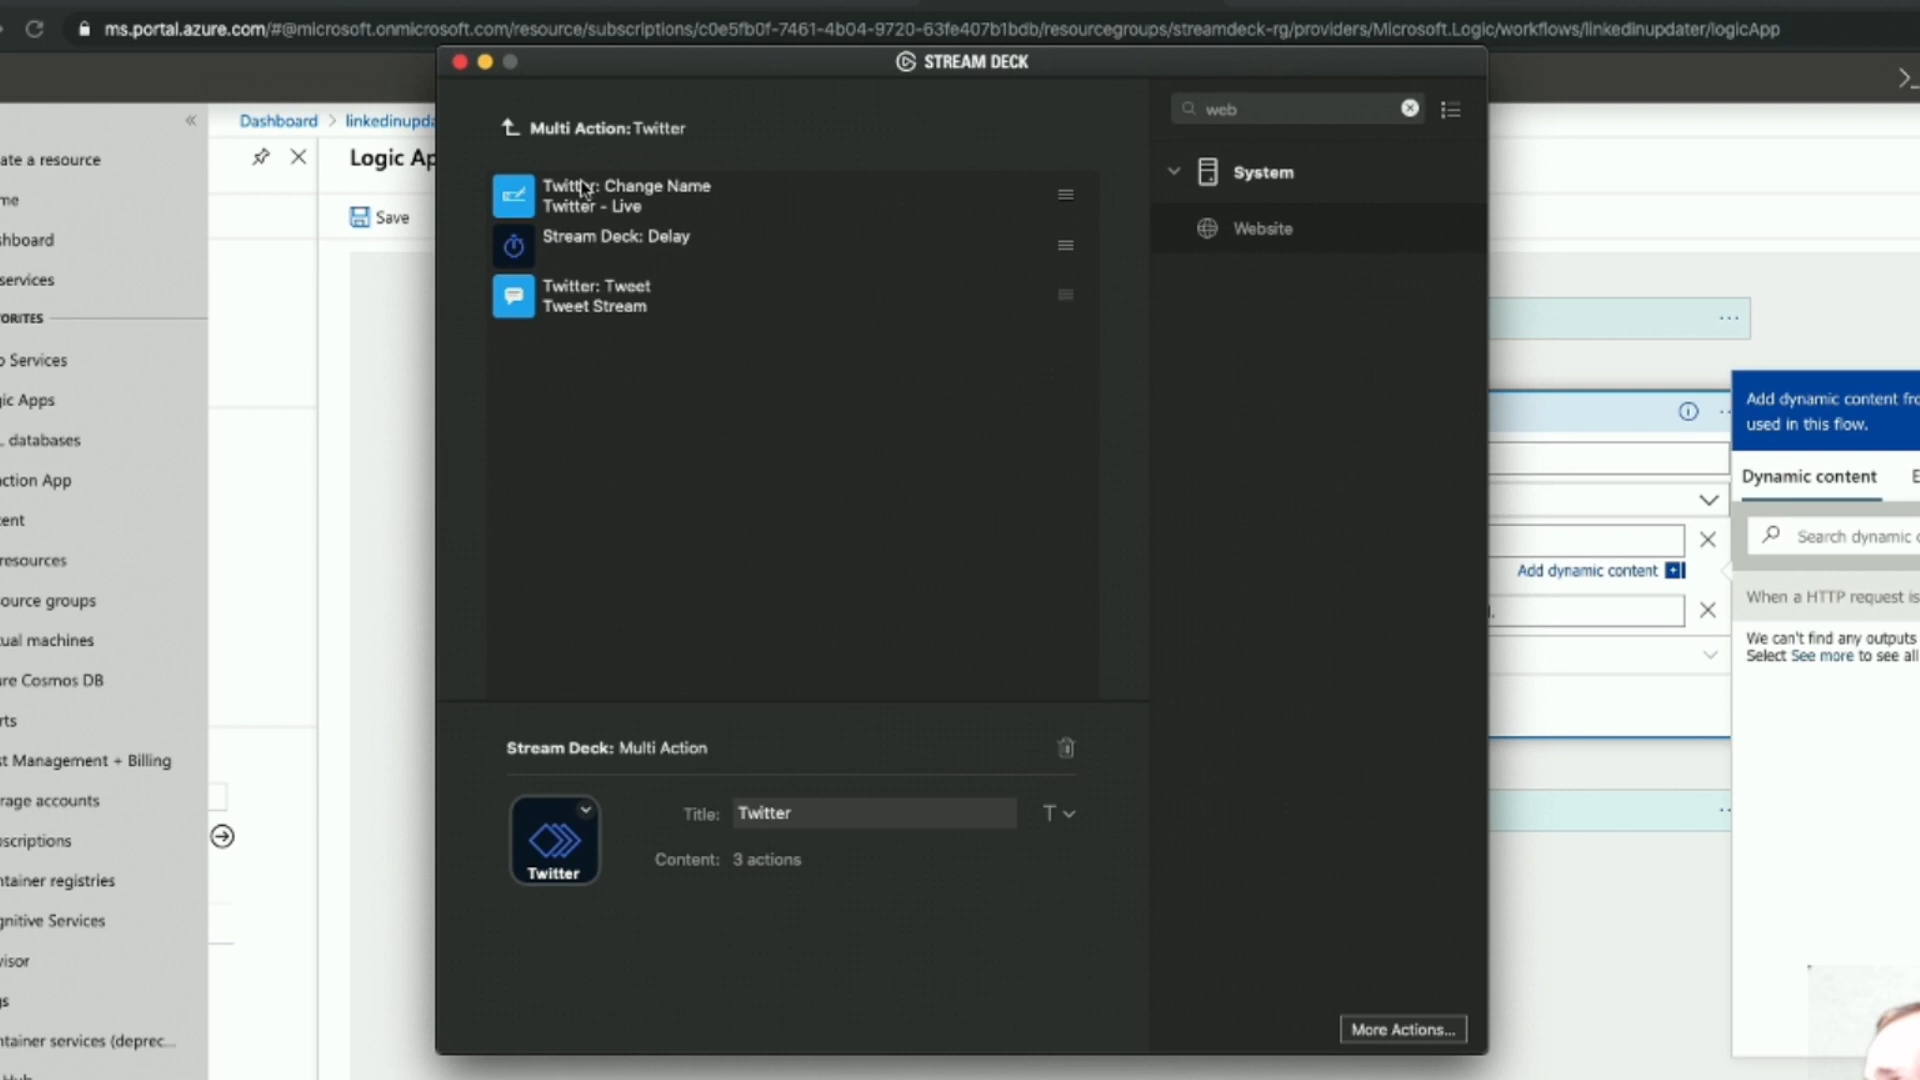 ms.portal.azure.com/#@microsoft.onmicrosoft.com/resource/subscriptions/c0e5fb0f-7461-4b04-9720-63fe407b1bdb/resourcegroups/streamdeck-rg/providers/Microsoft.Logic/workflows/linkedinupdater/logicApp
STREAM DECK
Dashboard > linkedinupda
Logic Ap
Save
ate a resource
me
hboard
services
ORITES
Services
ic Apps
databases
ction App
ent
resources
ource groups
ual machines
re Cosmos DB
rts
t Management + Billing
rage accounts
scriptions
tainer registries
gnitive Services
visor
s
tainer services (deprec...
Hub
Multi Action: Twitter
Twitter: Change Name
Twitter - Live
Stream Deck: Delay
Twitter: Tweet
Tweet Stream
Stream Deck: Multi Action
Twitter
Title: Twitter
T
Content: 3 actions
web
System
Website
More Actions...
Add dynamic content fro
used in this flow.
Dynamic content
E
Search dynamic c
Add dynamic content
When a HTTP request is
We can't find any outputs
Select See more to see all